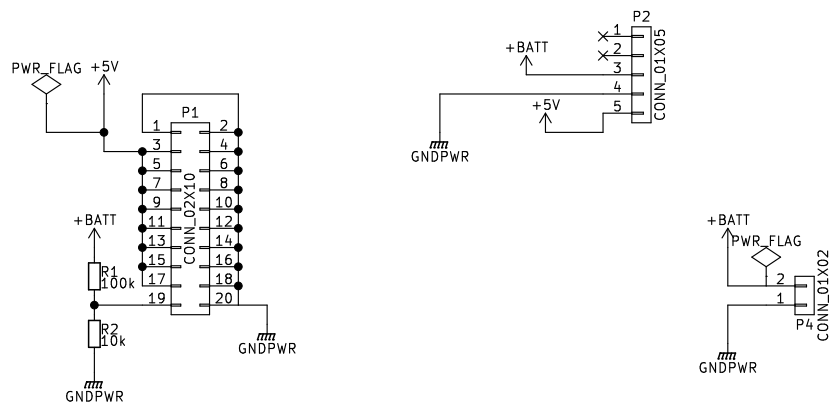 PWR_FLAG
+5V
P1
1
2
3
4
5
6
7
8
9
10
11
12
13
14
15
16
17
18
19
20
CONN_02X10
+BATT
R1
100k
R2
10k
GNDPWR
GNDPWR
P2
1
2
3
4
5
CONN_01X05
+BATT
+5V
GNDPWR
+BATT
PWR_FLAG
2
1
P4
CONN_01X02
GNDPWR